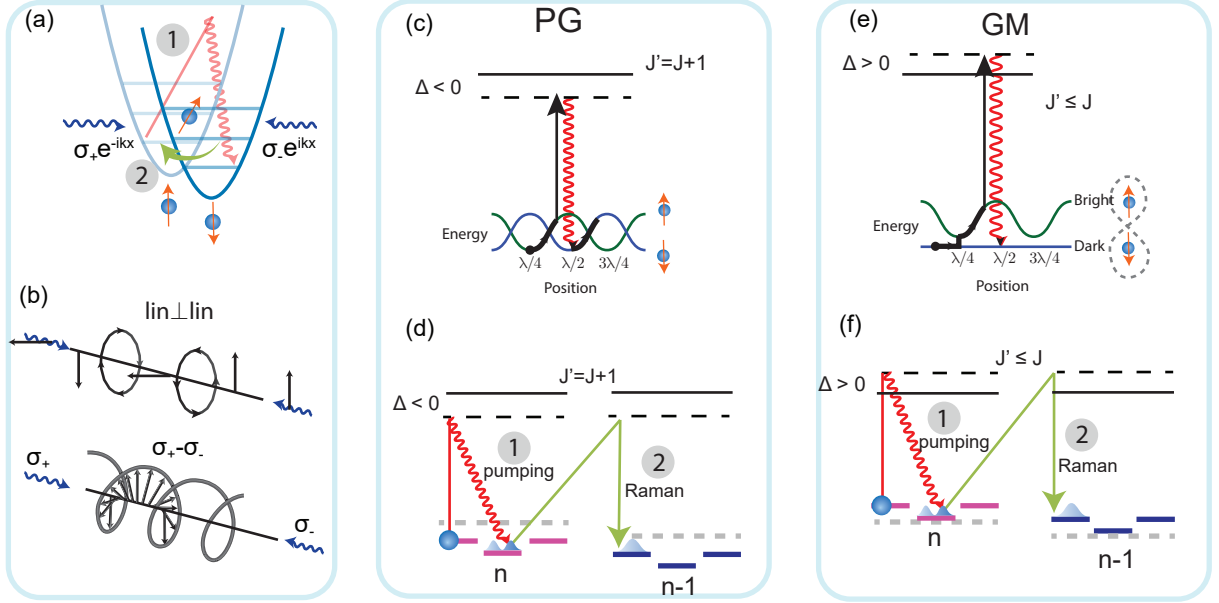 (a)
1
σ₊e⁻ⁱᵏˣ
σ₋eⁱᵏˣ
2
(b)
lin⊥lin
σ₊
σ₊-σ₋
σ₋
PG
(c)
J'=J+1
Δ < 0
Energy
λ/4
λ/2
3λ/4
Position
(d)
J'=J+1
Δ < 0
1
pumping
2
Raman
n
n-1
GM
(e)
Δ > 0
J' ≤ J
Bright
Energy
Dark
λ/4
λ/2
3λ/4
Position
(f)
J' ≤ J
Δ > 0
1
pumping
2
Raman
n
n-1